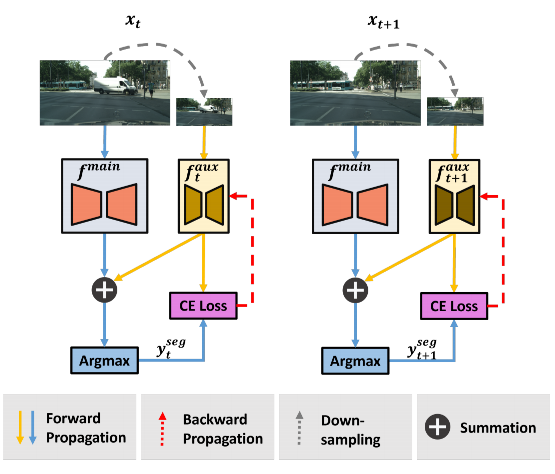 x_t
x_{t+1}
f^{main}
f_t^{aux}
f^{main}
f_{t+1}^{aux}
+
CE Loss
+
CE Loss
Argmax
y_t^{seg}
Argmax
y_{t+1}^{seg}
Forward
Propagation
Backward
Propagation
Down-
sampling
+
Summation